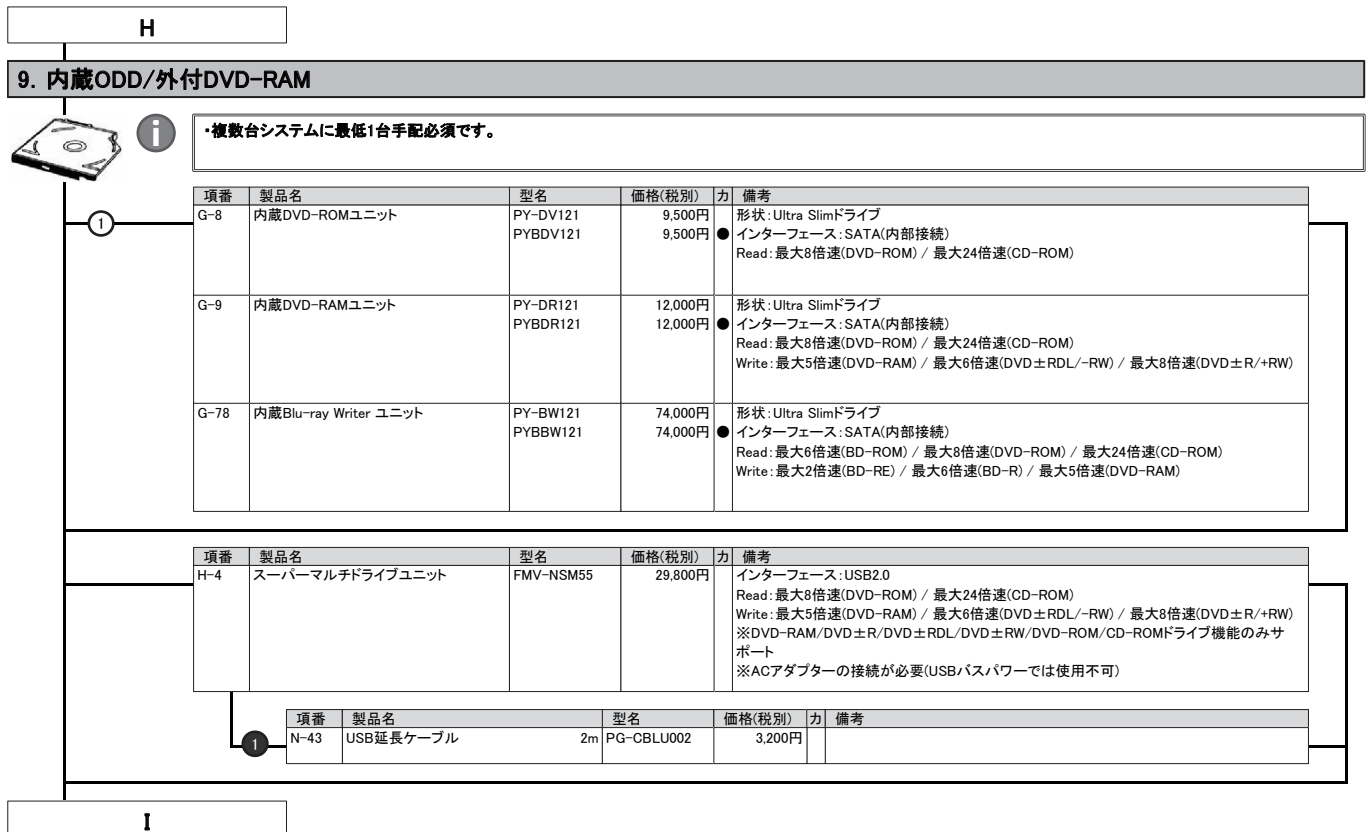 H
9. 内蔵ODD/外付DVD-RAM
i
・複数台システムに最低1台手配必須です。
項番 製品名 型名 価格(税別) カ 備考
1
G-8 内蔵DVD-ROMユニット PY-DV121 9,500円 形状:Ultra Slimドライブ
PYBDV121 9,500円 ● インターフェース:SATA(内部接続)
Read:最大8倍速(DVD-ROM) / 最大24倍速(CD-ROM)
G-9 内蔵DVD-RAMユニット PY-DR121 12,000円 形状:Ultra Slimドライブ
PYBDR121 12,000円 ● インターフェース:SATA(内部接続)
Read:最大8倍速(DVD-ROM) / 最大24倍速(CD-ROM)
Write:最大5倍速(DVD-RAM) / 最大6倍速(DVD±RDL/-RW) / 最大8倍速(DVD±R/+RW)
G-78 内蔵Blu-ray Writer ユニット PY-BW121 74,000円 形状:Ultra Slimドライブ
PYBBW121 74,000円 ● インターフェース:SATA(内部接続)
Read:最大6倍速(BD-ROM) / 最大8倍速(DVD-ROM) / 最大24倍速(CD-ROM)
Write:最大2倍速(BD-RE) / 最大6倍速(BD-R) / 最大5倍速(DVD-RAM)
項番 製品名 型名 価格(税別) カ 備考
H-4 スーパーマルチドライブユニット FMV-NSM55 29,800円 インターフェース:USB2.0
Read:最大8倍速(DVD-ROM) / 最大24倍速(CD-ROM)
Write:最大5倍速(DVD-RAM) / 最大6倍速(DVD±RDL/-RW) / 最大8倍速(DVD±R/+RW)
※DVD-RAM/DVD±R/DVD±RDL/DVD±RW/DVD-ROM/CD-ROMドライブ機能のみサ
ポート
※ACアダプターの接続が必要(USBバスパワーでは使用不可)
項番 製品名 型名 価格(税別) カ 備考
1 N-43 USB延長ケーブル 2m PG-CBLU002 3,200円
I